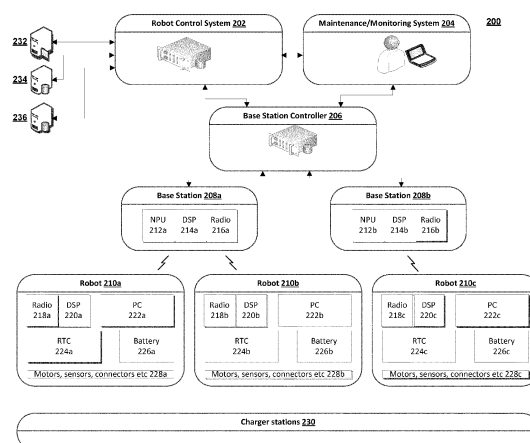 200
Robot Control System 202
Maintenance/Monitoring System 204
232
234
236
Base Station Controller 206
Base Station 208a
NPU 212a
DSP 214a
Radio 216a
Base Station 208b
NPU 212b
DSP 214b
Radio 216b
Robot 210a
Radio 218a
DSP 220a
PC 222a
RTC 224a
Battery 226a
Motors, sensors, connectors etc 228a
Robot 210b
Radio 218b
DSP 220b
PC 222b
RTC 224b
Battery 226b
Motors, sensors, connectors etc 228b
Robot 210c
Radio 218c
DSP 220c
PC 222c
RTC 224c
Battery 226c
Motors, sensors, connectors etc 228c
Charger stations 230